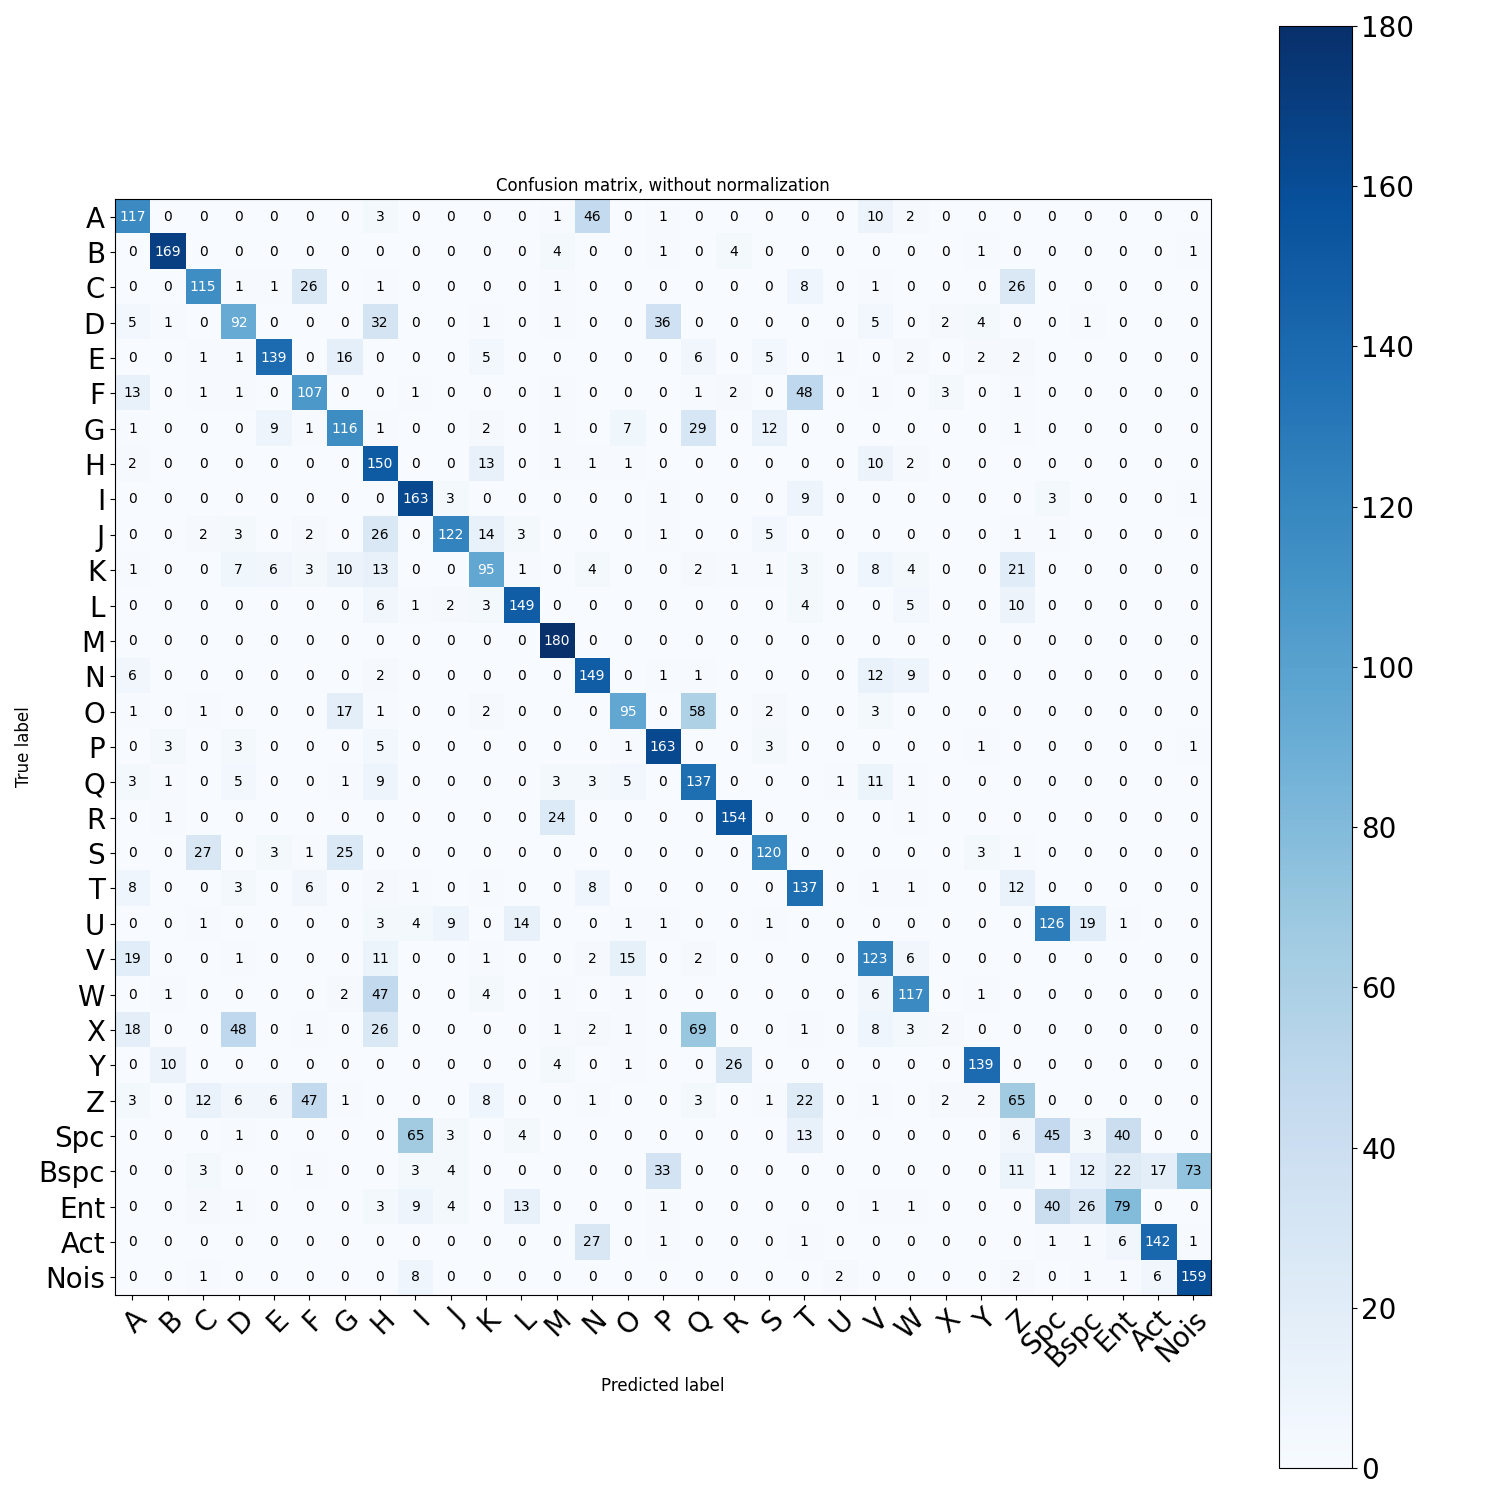 Confusion matrix, without normalization
A 117 0 0 0 0 0 0 3 0 0 0 0 1 46 0 1 0 0 0 0 0 10 2 0 0 0 0 0 0 0 0
B 0 169 0 0 0 0 0 0 0 0 0 0 4 0 0 1 0 4 0 0 0 0 0 0 1 0 0 0 0 0 1
C 0 0 115 1 1 26 0 1 0 0 0 0 1 0 0 0 0 0 0 8 0 1 0 0 0 26 0 0 0 0 0
D 5 1 0 92 0 0 0 32 0 0 1 0 1 0 0 36 0 0 0 0 0 5 0 2 4 0 0 1 0 0 0
E 0 0 1 1 139 0 16 0 0 0 5 0 0 0 0 0 6 0 5 0 1 0 2 0 2 2 0 0 0 0 0
F 13 0 1 1 0 107 0 0 1 0 0 0 1 0 0 0 1 2 0 48 0 1 0 3 0 1 0 0 0 0 0
G 1 0 0 0 9 1 116 1 0 0 2 0 1 0 7 0 29 0 12 0 0 0 0 0 0 1 0 0 0 0 0
H 2 0 0 0 0 0 0 150 0 0 13 0 1 1 1 0 0 0 0 0 0 10 2 0 0 0 0 0 0 0 0
I 0 0 0 0 0 0 0 0 163 3 0 0 0 0 0 1 0 0 0 9 0 0 0 0 0 0 3 0 0 0 1
J 0 0 2 3 0 2 0 26 0 122 14 3 0 0 0 1 0 0 5 0 0 0 0 0 0 1 1 0 0 0 0
K 1 0 0 7 6 3 10 13 0 0 95 1 0 4 0 0 2 1 1 3 0 8 4 0 0 21 0 0 0 0 0
L 0 0 0 0 0 0 0 6 1 2 3 149 0 0 0 0 0 0 0 4 0 0 5 0 0 10 0 0 0 0 0
M 0 0 0 0 0 0 0 0 0 0 0 0 180 0 0 0 0 0 0 0 0 0 0 0 0 0 0 0 0 0 0
N 6 0 0 0 0 0 0 2 0 0 0 0 0 149 0 1 1 0 0 0 0 12 9 0 0 0 0 0 0 0 0
O 1 0 1 0 0 0 17 1 0 0 2 0 0 0 95 0 58 0 2 0 0 3 0 0 0 0 0 0 0 0 0
P 0 3 0 3 0 0 0 5 0 0 0 0 0 0 1 163 0 0 3 0 0 0 0 0 1 0 0 0 0 0 1
Q 3 1 0 5 0 0 1 9 0 0 0 0 3 3 5 0 137 0 0 0 1 11 1 0 0 0 0 0 0 0 0
R 0 1 0 0 0 0 0 0 0 0 0 0 24 0 0 0 0 154 0 0 0 0 1 0 0 0 0 0 0 0 0
S 0 0 27 0 3 1 25 0 0 0 0 0 0 0 0 0 0 0 120 0 0 0 0 0 3 1 0 0 0 0 0
T 8 0 0 3 0 6 0 2 1 0 1 0 0 8 0 0 0 0 0 137 0 1 1 0 0 12 0 0 0 0 0
U 0 0 1 0 0 0 0 3 4 9 0 14 0 0 1 1 0 0 1 0 0 0 0 0 0 0 126 19 1 0 0
V 19 0 0 1 0 0 0 11 0 0 1 0 0 2 15 0 2 0 0 0 0 123 6 0 0 0 0 0 0 0 0
W 0 1 0 0 0 0 2 47 0 0 4 0 1 0 1 0 0 0 0 0 0 6 117 0 1 0 0 0 0 0 0
X 18 0 0 48 0 1 0 26 0 0 0 0 1 2 1 0 69 0 0 1 0 8 3 2 0 0 0 0 0 0 0
Y 0 10 0 0 0 0 0 0 0 0 0 0 4 0 1 0 0 26 0 0 0 0 0 0 139 0 0 0 0 0 0
Z 3 0 12 6 6 47 1 0 0 0 8 0 0 1 0 0 3 0 1 22 0 1 0 2 2 65 0 0 0 0 0
Spc 0 0 0 1 0 0 0 0 65 3 0 4 0 0 0 0 0 0 0 13 0 0 0 0 0 6 45 3 40 0 0
Bspc 0 0 3 0 0 1 0 0 3 4 0 0 0 0 0 33 0 0 0 0 0 0 0 0 0 11 1 12 22 17 73
Ent 0 0 2 1 0 0 0 3 9 4 0 13 0 0 0 1 0 0 0 0 0 1 1 0 0 0 40 26 79 0 0
Act 0 0 0 0 0 0 0 0 0 0 0 0 0 27 0 1 0 0 0 1 0 0 0 0 0 0 1 1 6 142 1
Nois 0 0 1 0 0 0 0 0 8 0 0 0 0 0 0 0 0 0 0 0 2 0 0 0 0 2 0 1 1 6 159
A B C D E F G H I J K L M N O P Q R S T U V W X Y Z Spc Bspc Ent Act Nois
Predicted label
True label
180
160
140
120
100
80
60
40
20
0